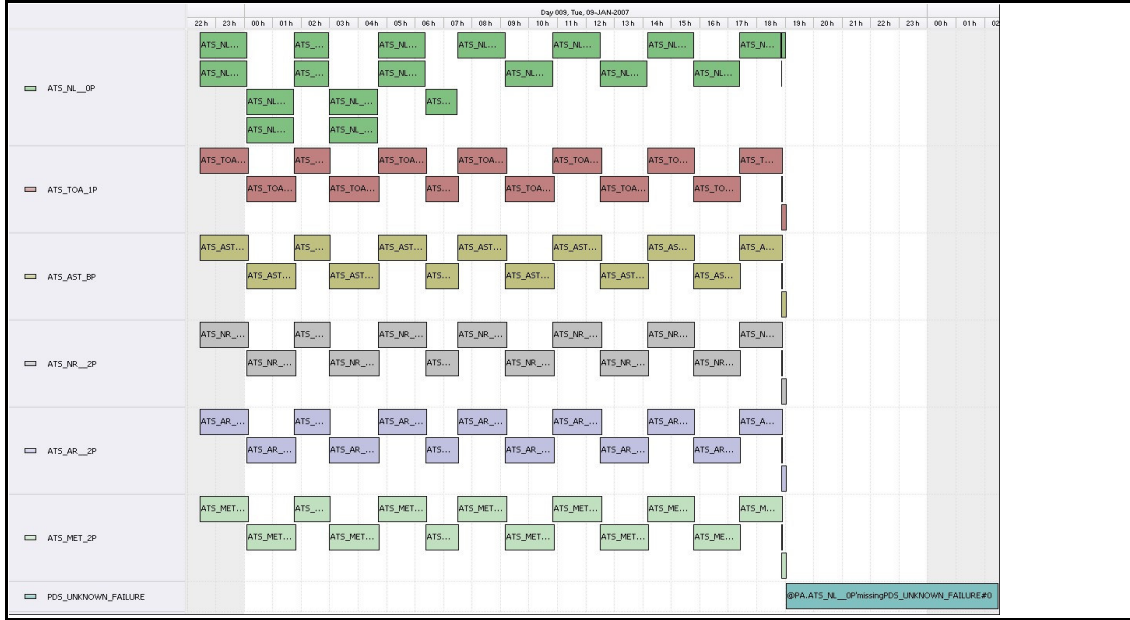 Day 009, Tue, 09-JAN-2007
22 h 23 h 00 h 01 h 02 h 03 h 04 h 05 h 06 h 07 h 08 h 09 h 10 h 11 h 12 h 13 h 14 h 15 h 16 h 17 h 18 h 19 h 20 h 21 h 22 h 23 h 00 h 01 h 02
ATS_NL__0P
ATS_NL... ATS_... ATS_NL... ATS_NL... ATS_NL... ATS_NL... ATS_N...
ATS_NL... ATS_... ATS_NL... ATS_NL... ATS_NL... ATS_NL...
ATS_NL... ATS_NL_... ATS...
ATS_NL... ATS_NL_...
ATS_TOA_1P
ATS_TOA... ATS_... ATS_TOA... ATS_TOA... ATS_TOA... ATS_TO... ATS_T...
ATS_TOA... ATS_TOA... ATS... ATS_TOA... ATS_TOA... ATS_TO...
ATS_AST_BP
ATS_AST... ATS_... ATS_AST... ATS_AST... ATS_AST... ATS_AS... ATS_A...
ATS_AST... ATS_AST... ATS... ATS_AST... ATS_AST... ATS_AS...
ATS_NR__2P
ATS_NR_... ATS_... ATS_NR_... ATS_NR_... ATS_NR_... ATS_NR... ATS_N...
ATS_NR_... ATS_NR_... ATS... ATS_NR_... ATS_NR_... ATS_NR...
ATS_AR__2P
ATS_AR_... ATS_... ATS_AR_... ATS_AR_... ATS_AR_... ATS_AR... ATS_A...
ATS_AR_... ATS_AR_... ATS... ATS_AR_... ATS_AR_... ATS_AR...
ATS_MET_2P
ATS_MET... ATS_... ATS_MET... ATS_MET... ATS_MET... ATS_ME... ATS_M...
ATS_MET... ATS_MET... ATS... ATS_MET... ATS_MET... ATS_ME...
PDS_UNKNOWN_FAILURE
@PA.ATS_NL__0P'missingPDS_UNKNOWN_FAILURE#0